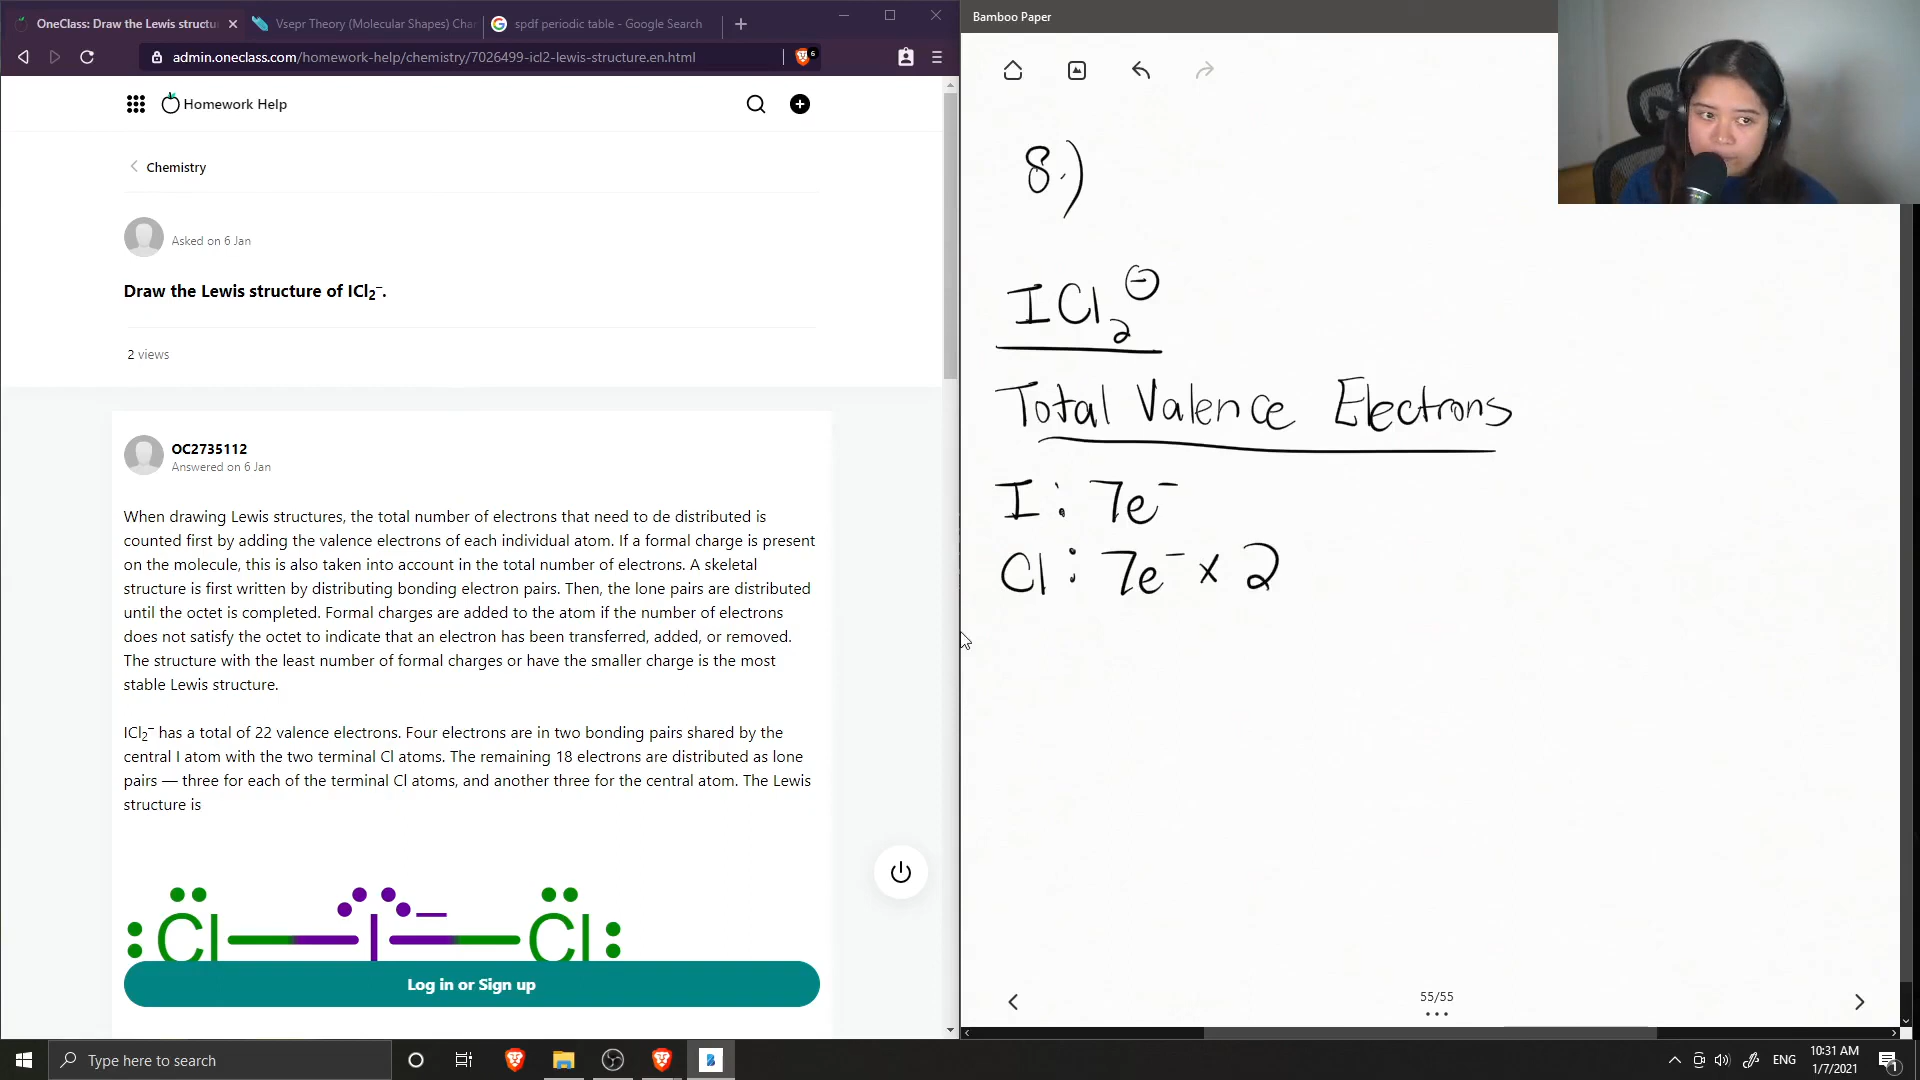 OneClass: Draw the Lewis structu
Vsepr Theory (Molecular Shapes) Char
spdf periodic table - Google Search
admin.oneclass.com/homework-help/chemistry/7026499-icl2-lewis-structure.en.html
6
Homework Help
Chemistry
Asked on 6 Jan
Draw the Lewis structure of ICl₂⁻.
2 views
OC2735112
Answered on 6 Jan
When drawing Lewis structures, the total number of electrons that need to de distributed is
counted first by adding the valence electrons of each individual atom. If a formal charge is present
on the molecule, this is also taken into account in the total number of electrons. A skeletal
structure is first written by distributing bonding electron pairs. Then, the lone pairs are distributed
until the octet is completed. Formal charges are added to the atom if the number of electrons
does not satisfy the octet to indicate that an electron has been transferred, added, or removed.
The structure with the least number of formal charges or have the smaller charge is the most
stable Lewis structure.
ICl₂⁻ has a total of 22 valence electrons. Four electrons are in two bonding pairs shared by the
central I atom with the two terminal Cl atoms. The remaining 18 electrons are distributed as lone
pairs — three for each of the terminal Cl atoms, and another three for the central atom. The Lewis
structure is
Cl I Cl
Log in or Sign up
Bamboo Paper
8.)
ICl₂⊖
Total Valence Electrons
I : 7e⁻
Cl : 7e⁻ × 2
55/55
Type here to search
ENG
10:31 AM
1/7/2021
1